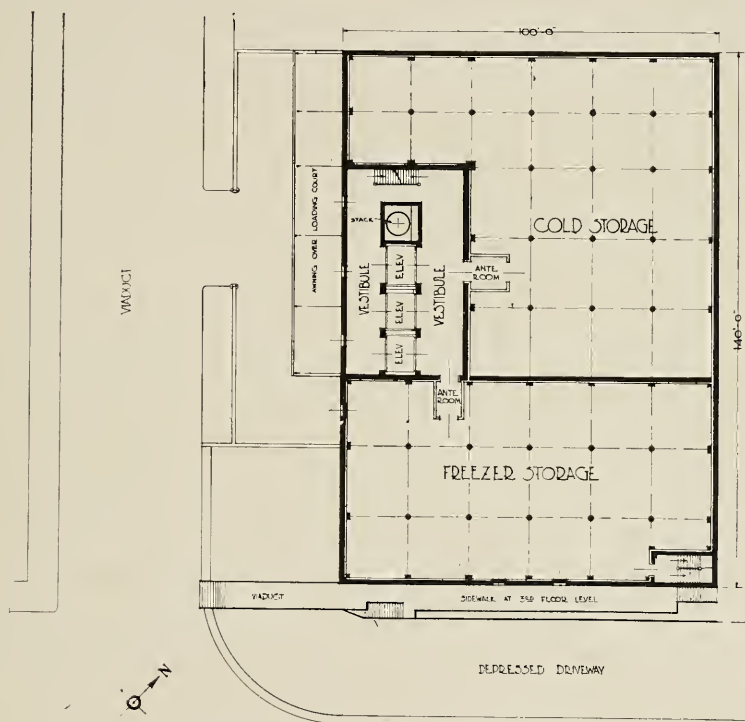 100'-0"
AWNING OVER LOADING COURT
STACK
COLD STORAGE
VIADUCT
VESTIBULE
ELEV
ELEV
ELEV
VESTIBULE
ANTE
ROOM
140'-0"
ANTE
ROOM
FREEZER STORAGE
VIADUCT
SIDEWALK AT 3RD FLOOR LEVEL
N
DEPRESSED DRIVEWAY